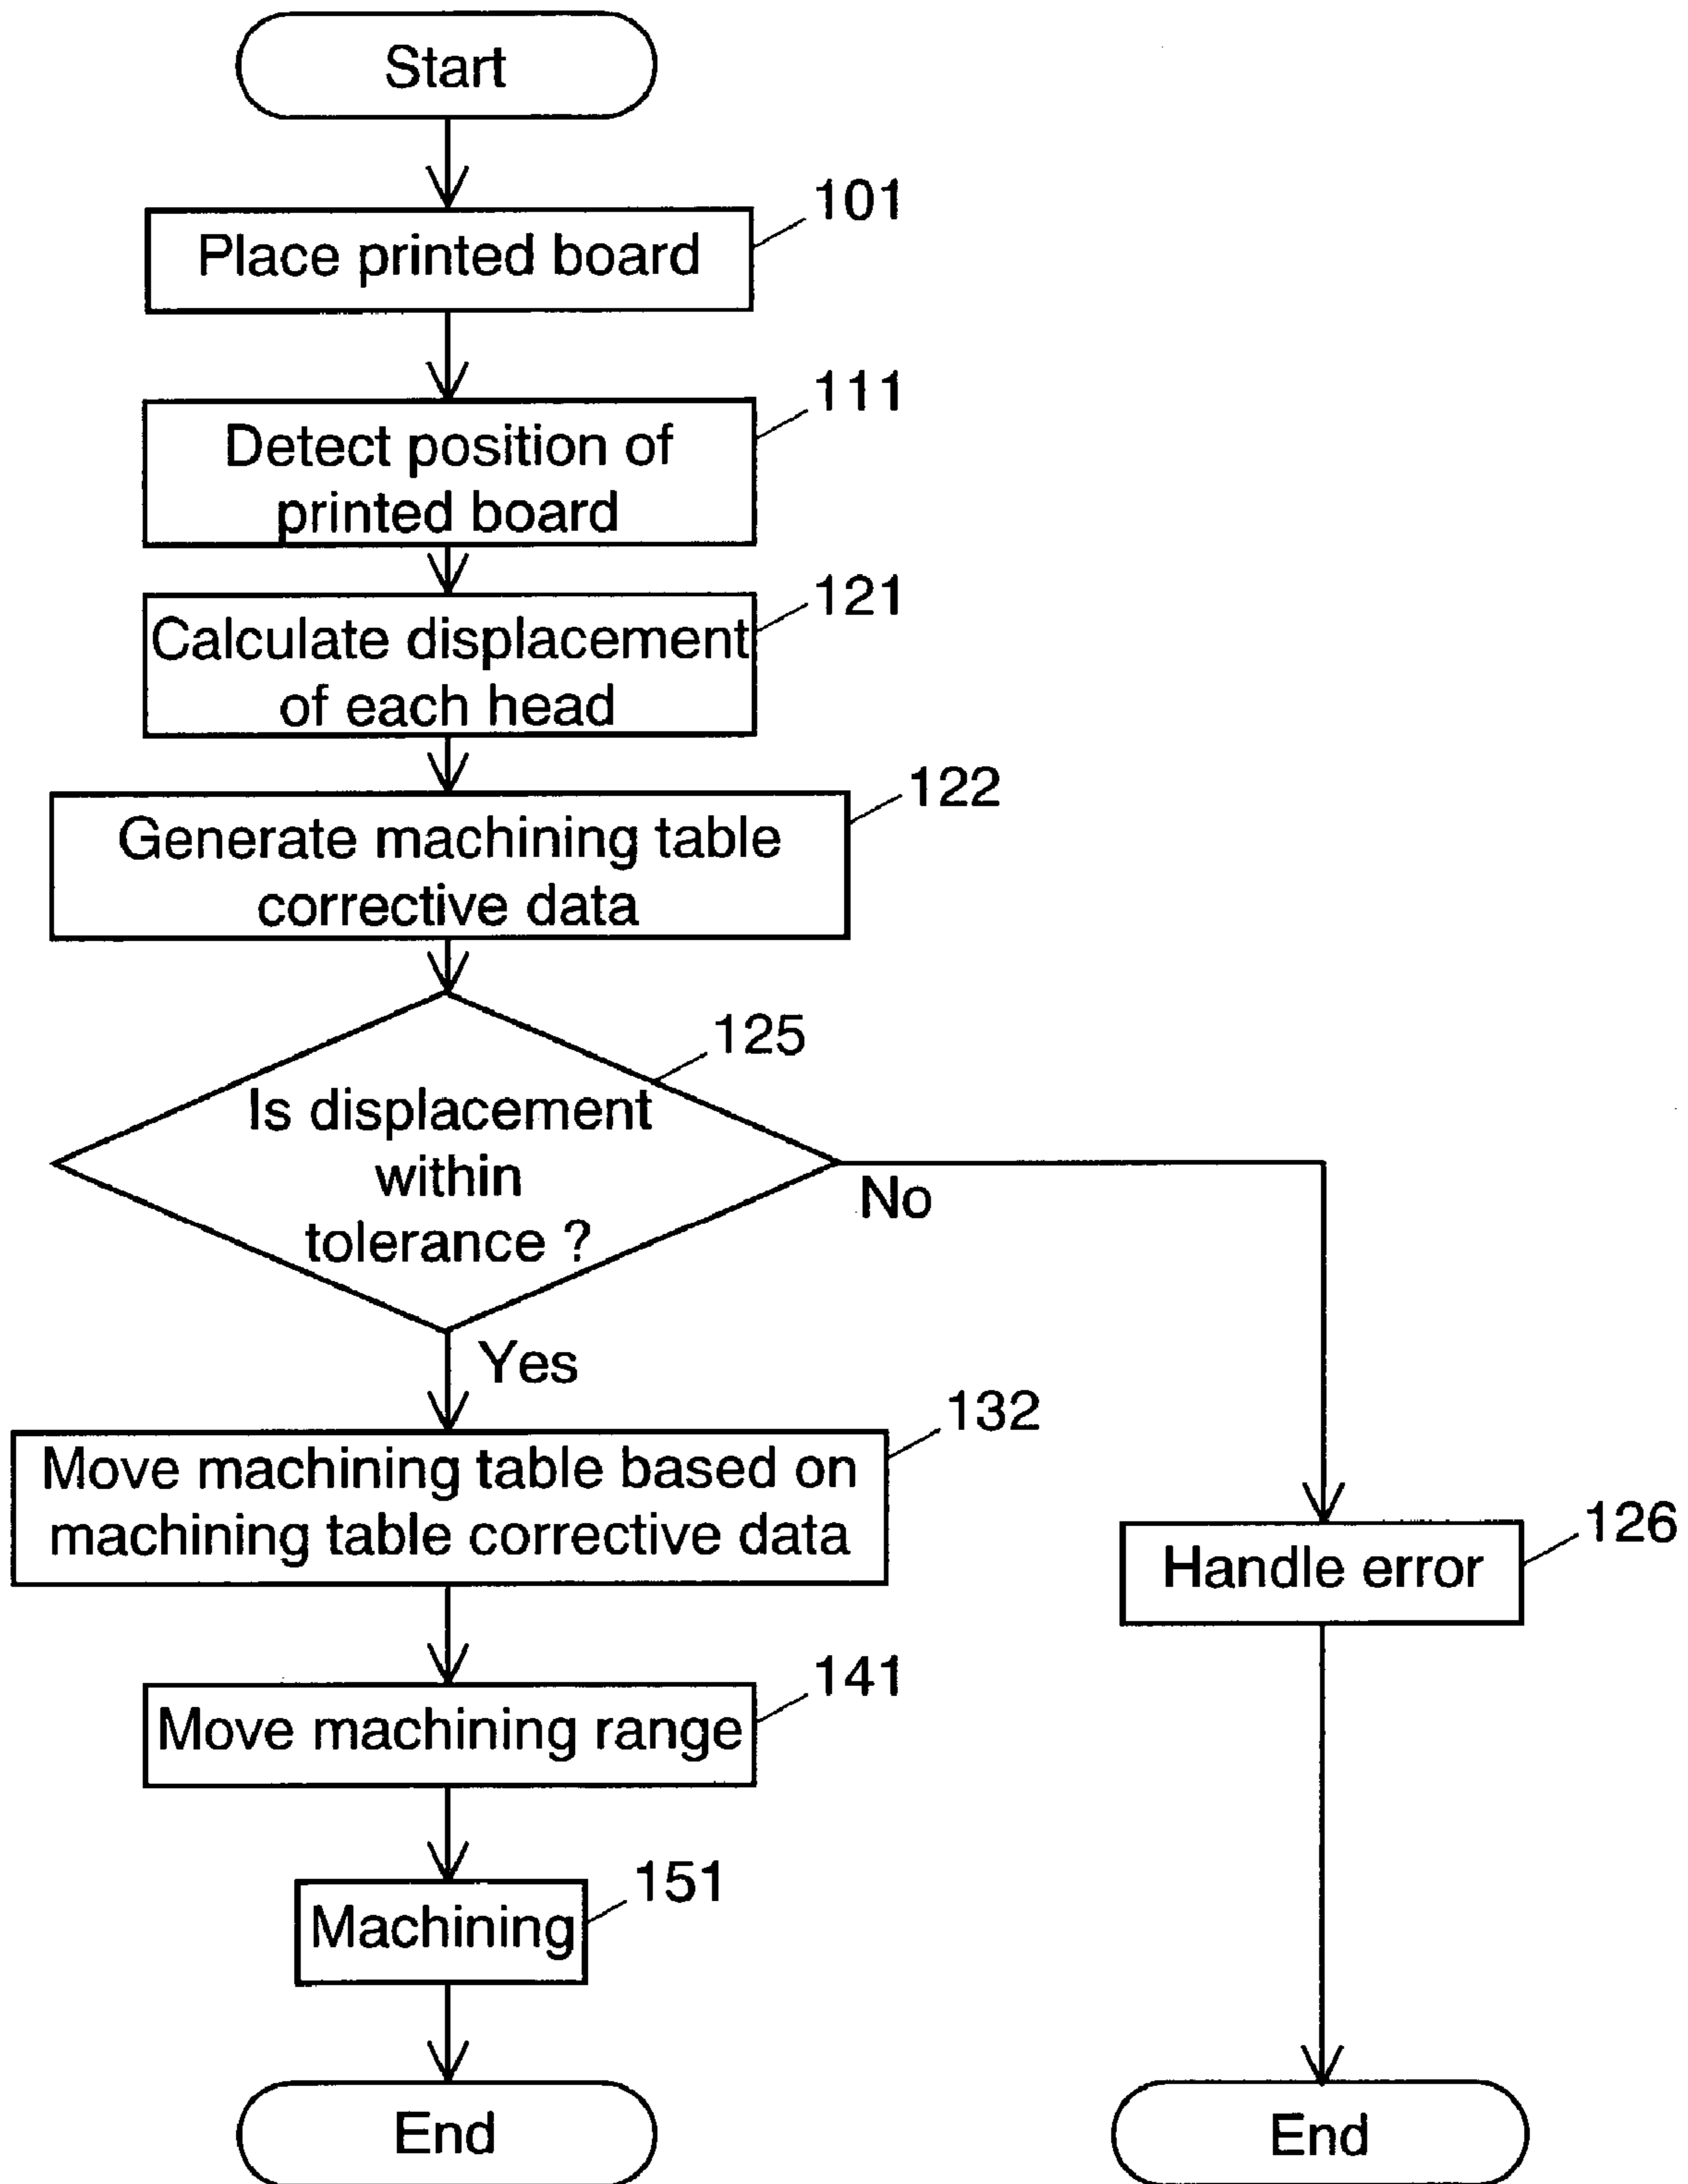 Start
101
Place printed board
111
Detect position of
printed board
121
Calculate displacement
of each head
122
Generate machining table
corrective data
125
Is displacement
within
tolerance ?
No
Yes
132
Move machining table based on
machining table corrective data
126
Handle error
141
Move machining range
151
Machining
End
End